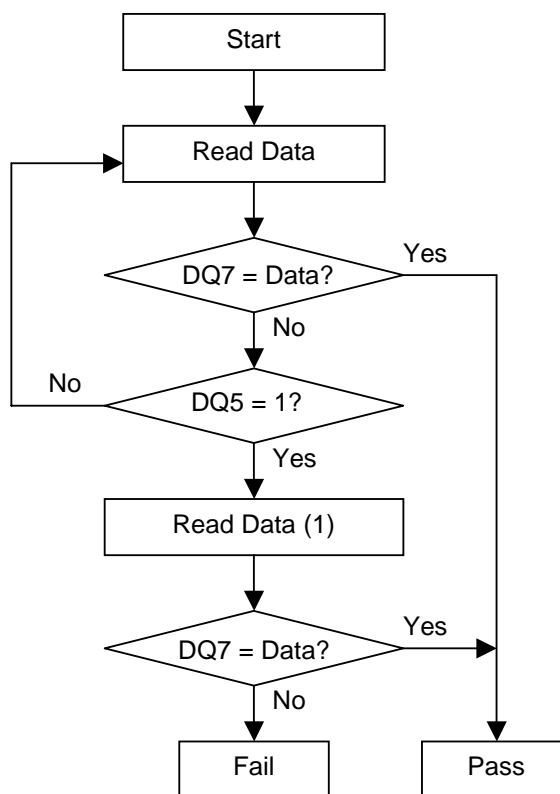 Start
Read Data
Yes
DQ7 = Data?
No
No
DQ5 = 1?
Yes
Read Data (1)
Yes
DQ7 = Data?
No
Fail
Pass